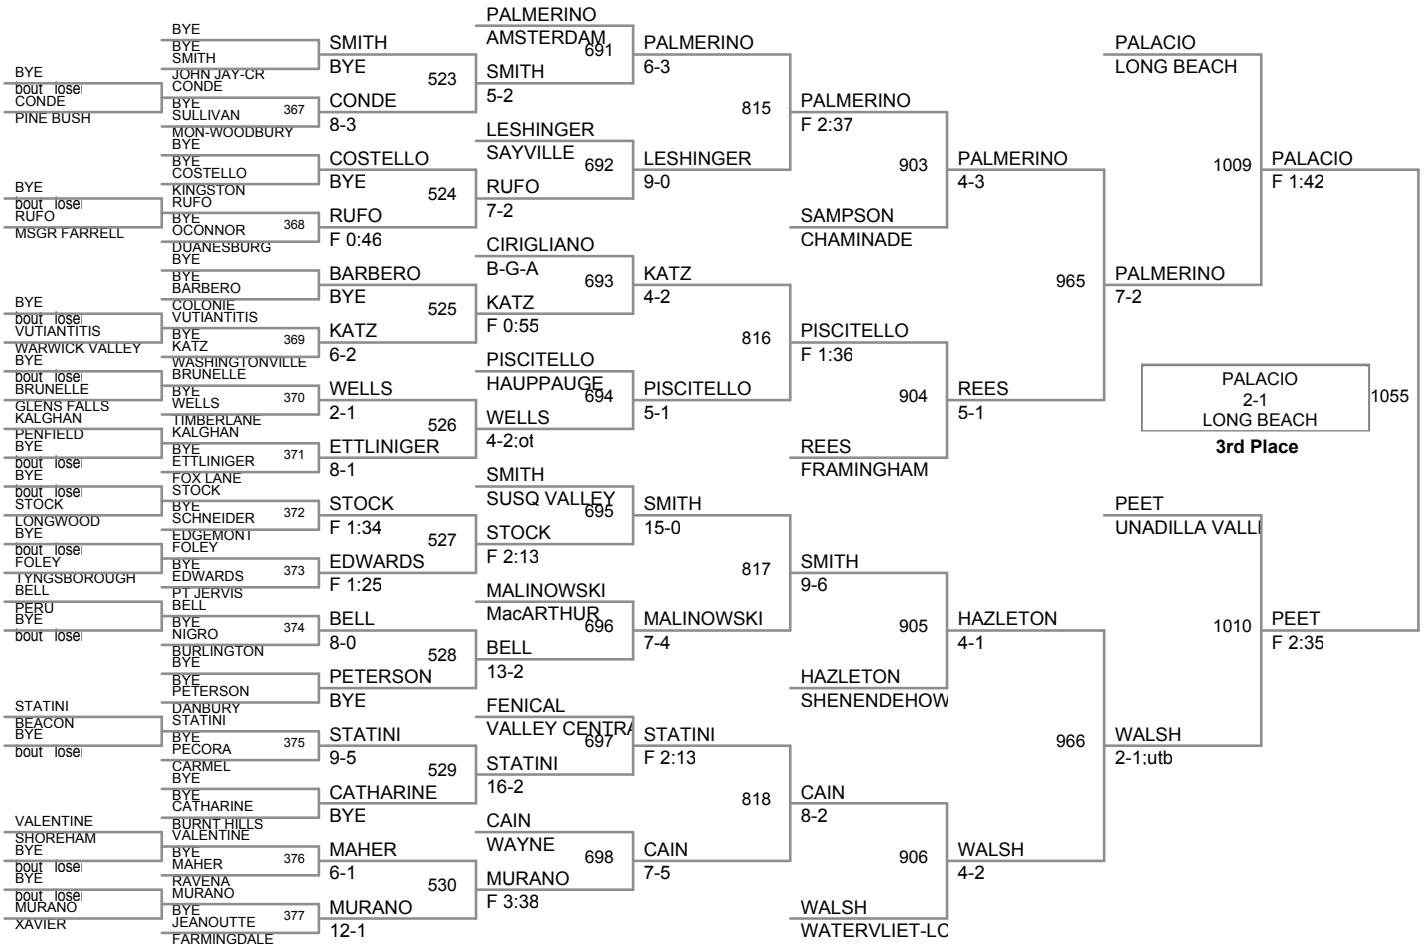 BYE
bout loser
CONDE
PINE BUSH
BYE
bout loser
RUFO
MSGR FARRELL
BYE
bout loser
VUTIANTITIS
WARWICK VALLEY
BYE
bout loser
BRUNELLE
GLENS FALLS
KALGHAN
PENFIELD
BYE
bout loser
BYE
bout loser
STOCK
LONGWOOD
BYE
bout loser
FOLEY
TYNGSBOROUGH
BELL
PERU
BYE
bout loser
STATINI
BEACON
BYE
bout loser
VALENTINE
SHOREHAM
BYE
bout loser
BYE
bout loser
MURANO
XAVIER
BYE
BYE
SMITH
JOHN JAY-CR
CONDE
BYE
SULLIVAN
367
MON-WOODBURY
BYE
BYE
COSTELLO
KINGSTON
RUFO
BYE
OCONNOR
368
DUANESBURG
BYE
BYE
BARBERO
COLONIE
VUTIANTITIS
BYE
KATZ
369
WASHINGTONVILLE
BRUNELLE
BYE
WELLS
370
TIMBERLANE
KALGHAN
BYE
ETTLINIGER
371
FOX LANE
STOCK
BYE
SCHNEIDER
372
EDGEMONT
FOLEY
BYE
EDWARDS
373
PT JERVIS
BELL
BYE
NIGRO
374
BURLINGTON
BYE
BYE
PETERSON
DANBURY
STATINI
BYE
PECORA
375
CARMEL
BYE
BYE
CATHARINE
BURNT HILLS
VALENTINE
BYE
MAHER
376
RAVENA
MURANO
BYE
JEANOUTTE
377
FARMINGDALE
SMITH
BYE
523
CONDE
8-3
COSTELLO
BYE
524
RUFO
F 0:46
BARBERO
BYE
525
KATZ
6-2
WELLS
2-1
526
ETTLINIGER
8-1
STOCK
F 1:34
527
EDWARDS
F 1:25
BELL
8-0
528
PETERSON
BYE
STATINI
9-5
529
CATHARINE
BYE
MAHER
6-1
530
MURANO
12-1
PALMERINO
AMSTERDAM
691
SMITH
5-2
LESHINGER
SAYVILLE
692
RUFO
7-2
CIRIGLIANO
B-G-A
693
KATZ
F 0:55
PISCITELLO
HAUPPAUGE
694
WELLS
4-2;ot
SMITH
SUSQ VALLEY
695
STOCK
F 2:13
MALINOWSKI
MacARTHUR
696
BELL
13-2
FENICAL
VALLEY CENTRA
697
STATINI
16-2
CAIN
WAYNE
698
MURANO
F 3:38
PALMERINO
6-3
815
LESHINGER
9-0
KATZ
4-2
816
PISCITELLO
5-1
SMITH
15-0
817
MALINOWSKI
7-4
STATINI
F 2:13
818
CAIN
7-5
PALMERINO
F 2:37
903
SAMPSON
CHAMINADE
PISCITELLO
F 1:36
904
REES
FRAMINGHAM
SMITH
9-6
905
HAZLETON
SHENENDEHOW
CAIN
8-2
906
WALSH
WATERVLIET-LC
PALMERINO
4-3
965
REES
5-1
HAZLETON
4-1
966
WALSH
4-2
PALACIO
LONG BEACH
1009
PALMERINO
7-2
PEET
UNADILLA VALLI
1010
WALSH
2-1;utb
PALACIO
F 1:42
1055
PEET
F 2:35
PALACIO
2-1
LONG BEACH
3rd Place